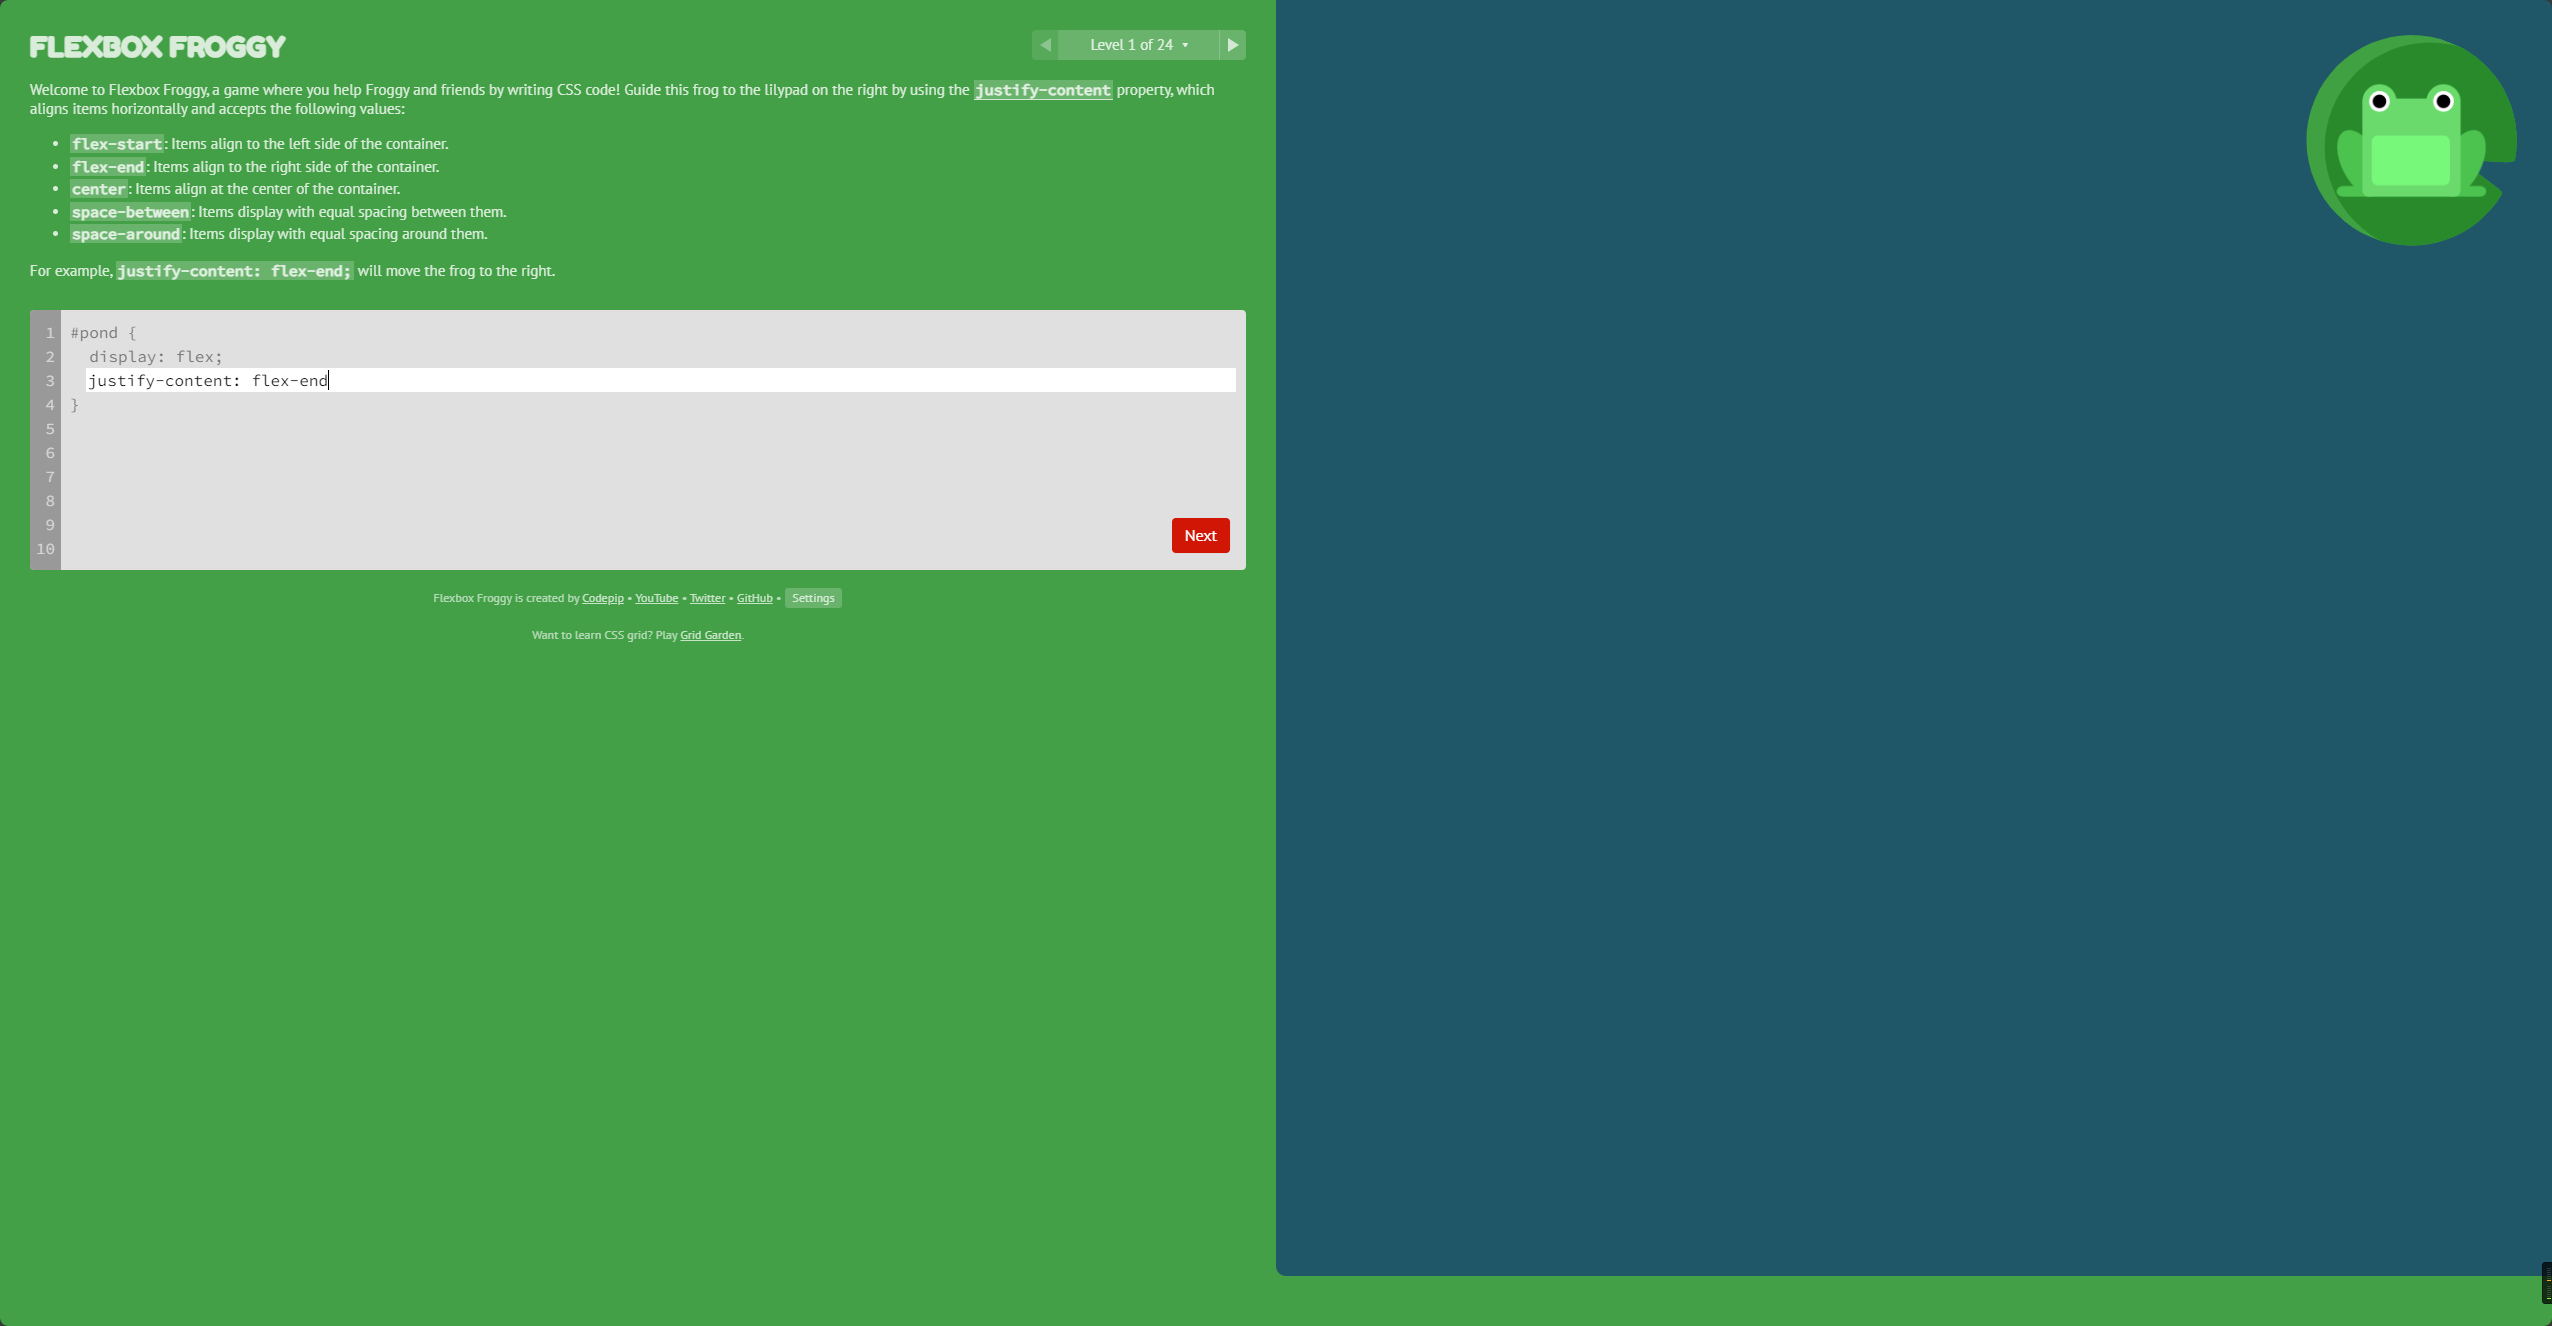 FLEXBOX FROGGY
Level 1 of 24
Welcome to Flexbox Froggy, a game where you help Froggy and friends by writing CSS code! Guide this frog to the lilypad on the right by using the justify-content property, which
aligns items horizontally and accepts the following values:
flex-start: Items align to the left side of the container.
flex-end: Items align to the right side of the container.
center: Items align at the center of the container.
space-between: Items display with equal spacing between them.
space-around: Items display with equal spacing around them.
For example, justify-content: flex-end; will move the frog to the right.
1 #pond {
2 display: flex;
3 justify-content: flex-end
4 }
5
6
7
8
9
10
Next
Flexbox Froggy is created by Codepip • YouTube • Twitter • GitHub • Settings
Want to learn CSS grid? Play Grid Garden.